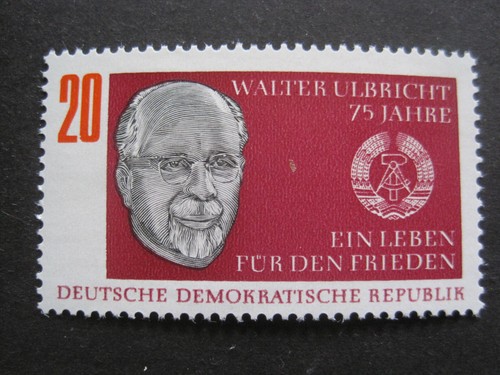 20
WALTER ULBRICHT
75 JAHRE
EIN LEBEN
FÜR DEN FRIEDEN
DEUTSCHE DEMOKRATISCHE REPUBLIK